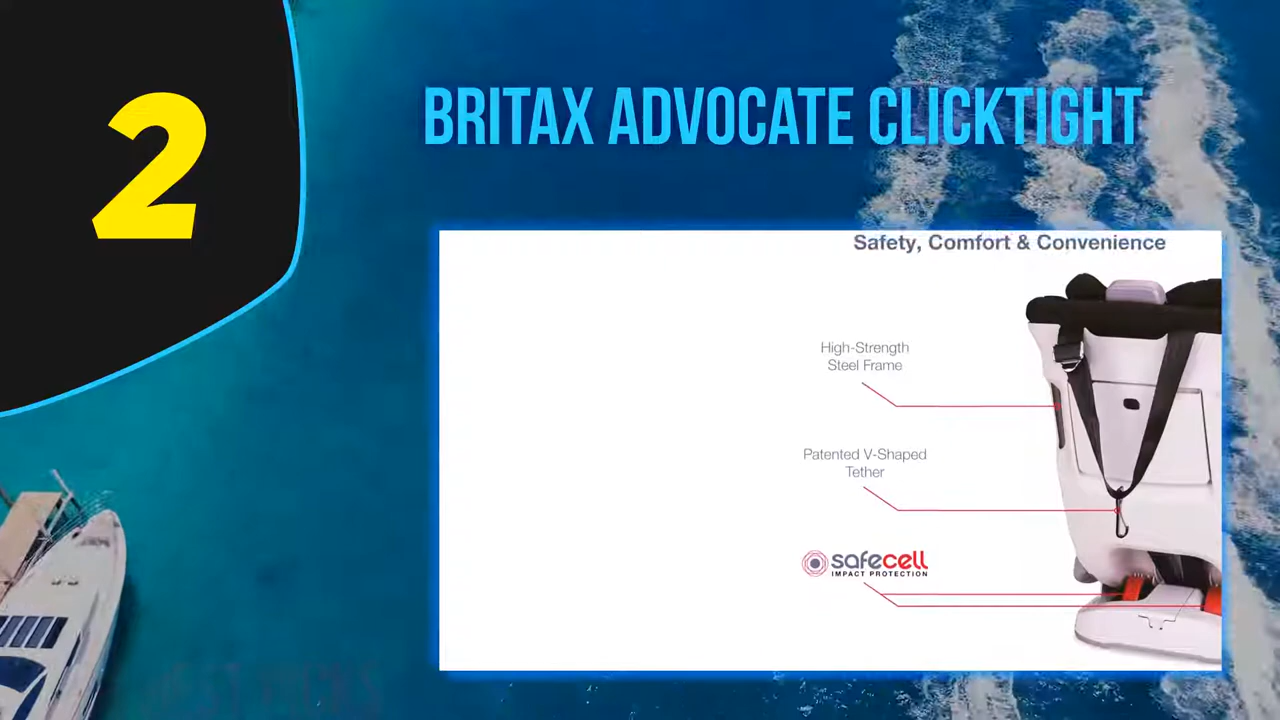 2
BRITAX ADVOCATE CLICKTIGHT
Safety, Comfort & Convenience
High-Strength
Steel Frame
Patented V-Shaped
Tether
safecell
IMPACT PROTECTION